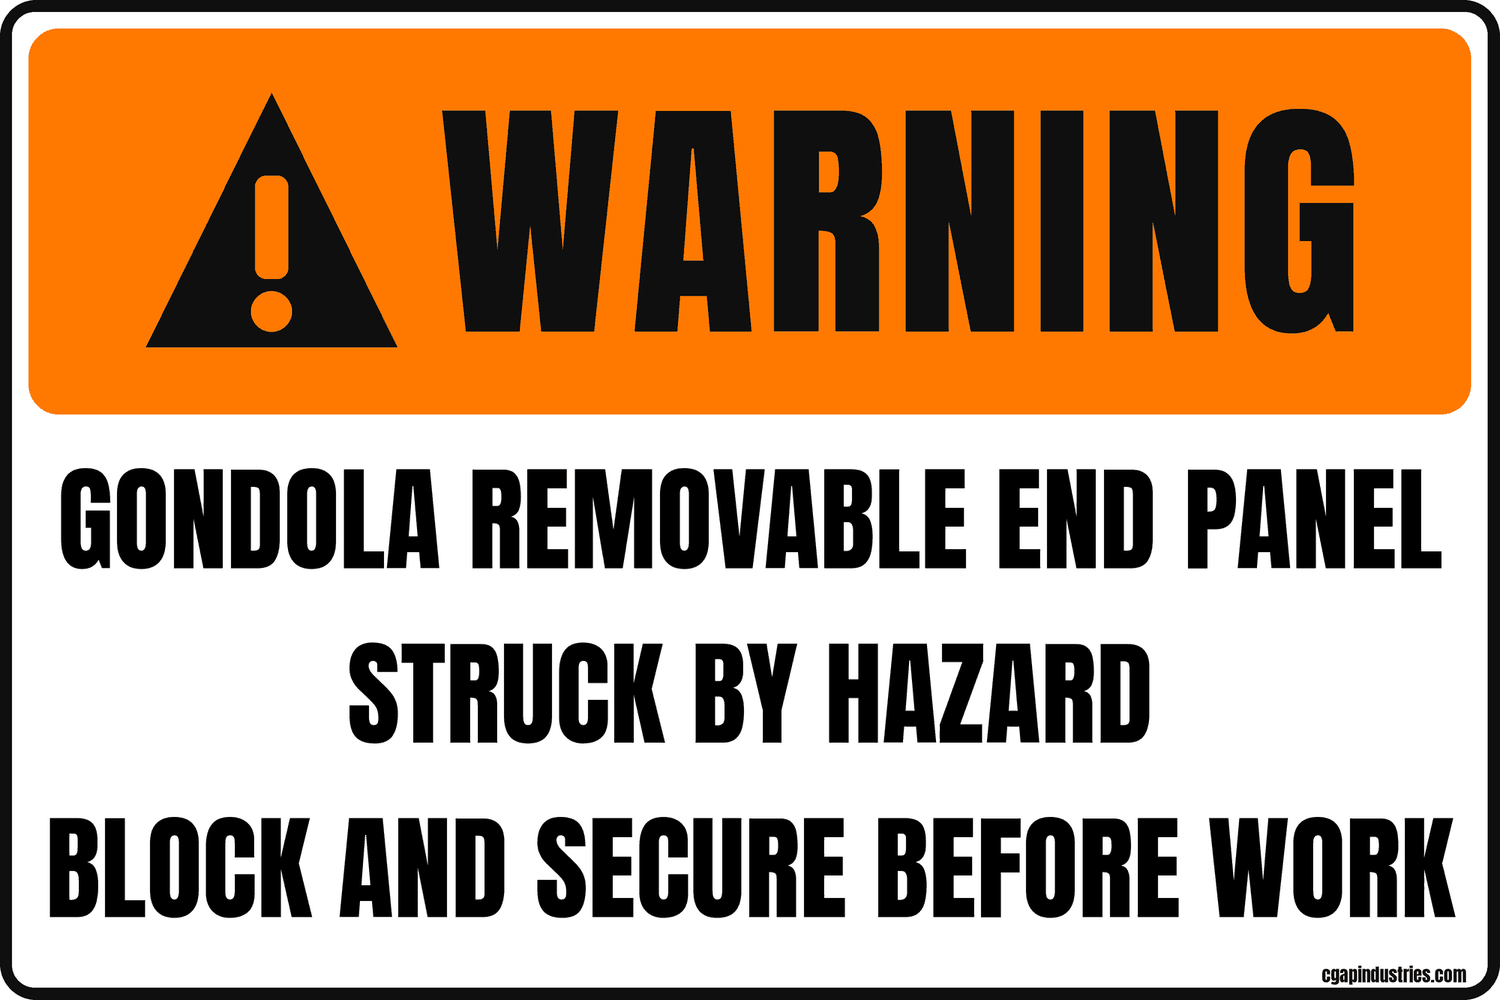 WARNING
GONDOLA REMOVABLE END PANEL
STRUCK BY HAZARD
BLOCK AND SECURE BEFORE WORK
cgapindustries.com